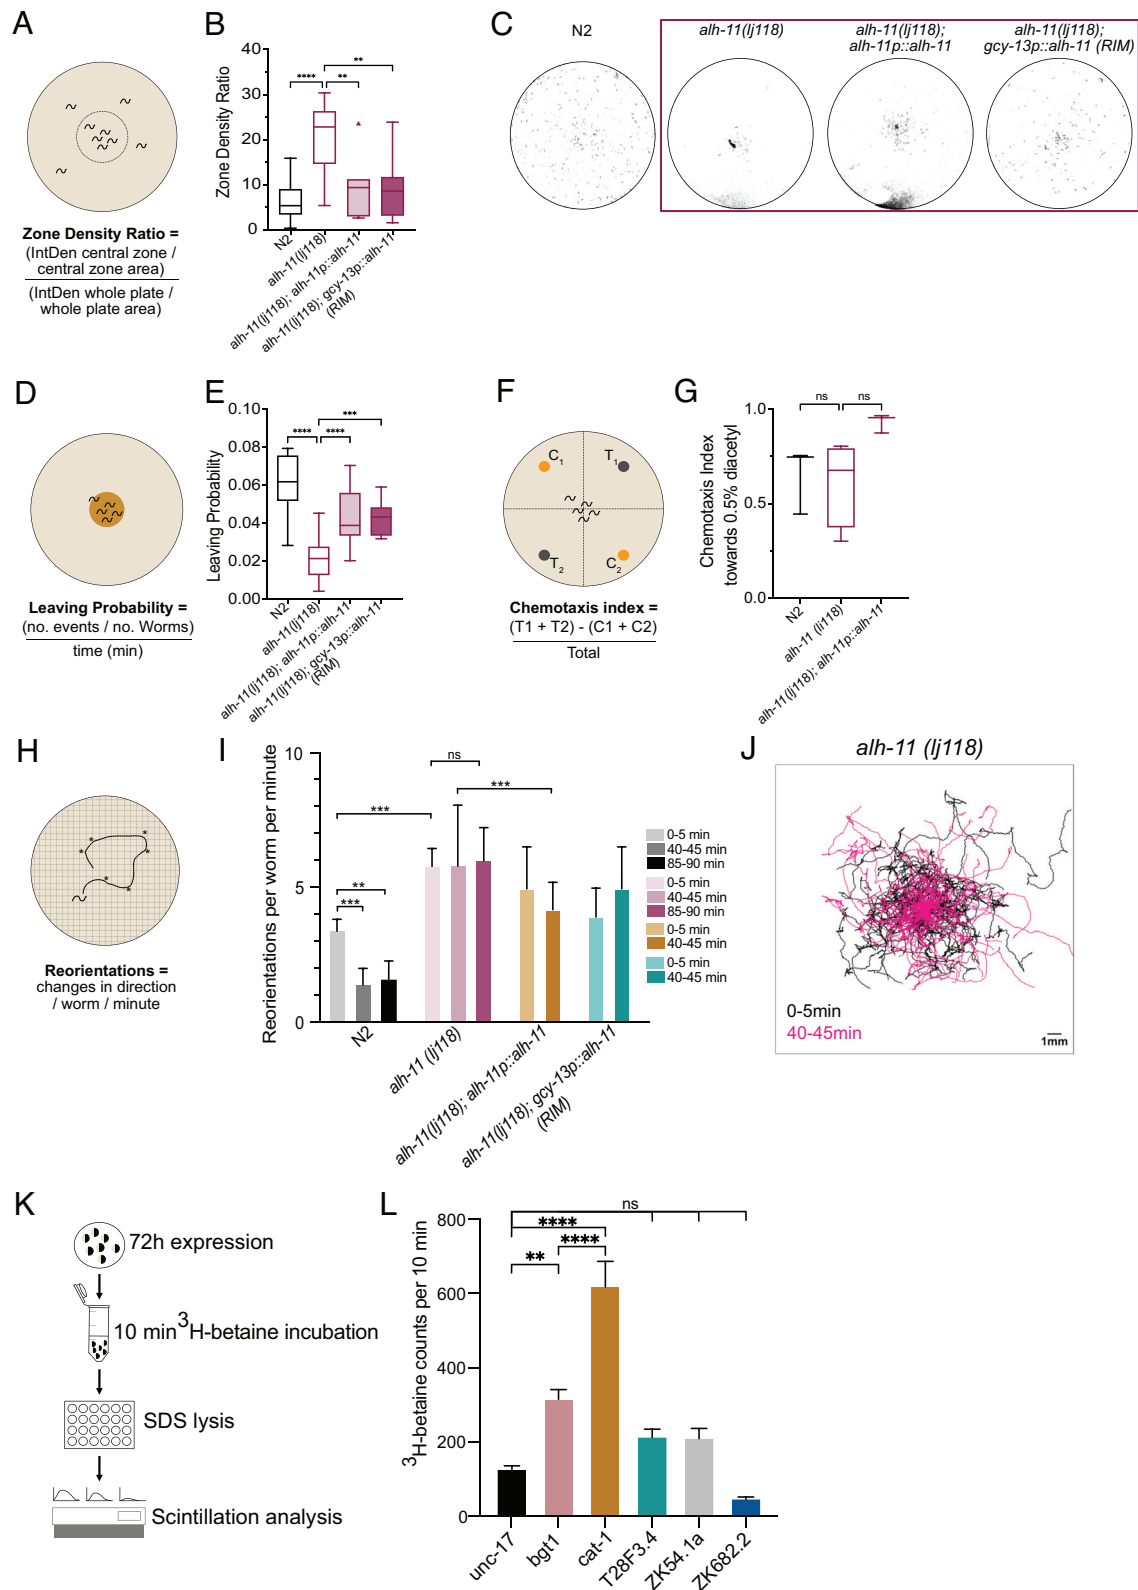 A
Zone Density Ratio =
(IntDen central zone /
central zone area)
(IntDen whole plate /
whole plate area)
B
Zone Density Ratio
40
30
20
10
0
****
**
**
N2
alh-11(lj118)
alh-11(lj118); alh-11p::alh-11
alh-11(lj118); gcy-13p::alh-11
(RIM)
C
N2
alh-11(lj118)
alh-11(lj118);
alh-11p::alh-11
alh-11(lj118);
gcy-13p::alh-11 (RIM)
D
Leaving Probability =
(no. events / no. Worms)
time (min)
E
Leaving Probability
0.10
0.08
0.06
0.04
0.02
0.00
***
**** ****
N2
alh-11(lj118)
alh-11(lj118); alh-11p::alh-11
alh-11(lj118); gcy-13p::alh-11
(RIM)
F
C1
T1
T2
C2
Chemotaxis index =
(T1 + T2) - (C1 + C2)
Total
G
Chemotaxis Index
towards 0.5% diacetyl
1.0
0.5
0.0
ns
ns
N2
alh-11 (lj118)
alh-11(lj118); alh-11p::alh-11
H
Reorientations =
changes in direction
/ worm / minute
I
Reorientations per worm per minute
10
5
0
ns
***
***
**
***
0-5 min
40-45 min
85-90 min
0-5 min
40-45 min
85-90 min
0-5 min
40-45 min
0-5 min
40-45 min
N2
alh-11 (lj118)
alh-11(lj118); alh-11p::alh-11
alh-11(lj118); gcy-13p::alh-11
(RIM)
J
alh-11 (lj118)
0-5min
40-45min
1mm
K
72h expression
10 min 3H-betaine incubation
SDS lysis
Scintillation analysis
L
3H-betaine counts per 10 min
800
600
400
200
0
ns
****
****
**
unc-17
bgt1
cat-1
T28F3.4
ZK54.1a
ZK682.2